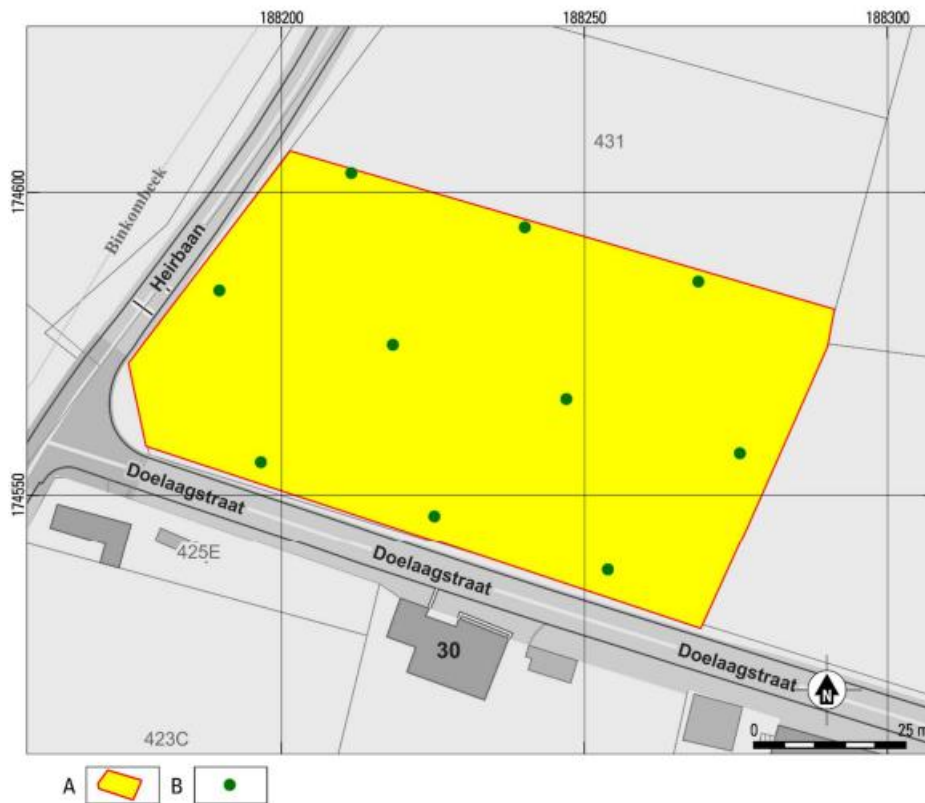 188200
188250
188300
174600
174550
431
Binkombeek
Heirbaan
Doelaagstraat
Doelaagstraat
Doelaagstraat
425E
30
423C
N
0
25 m
A
B